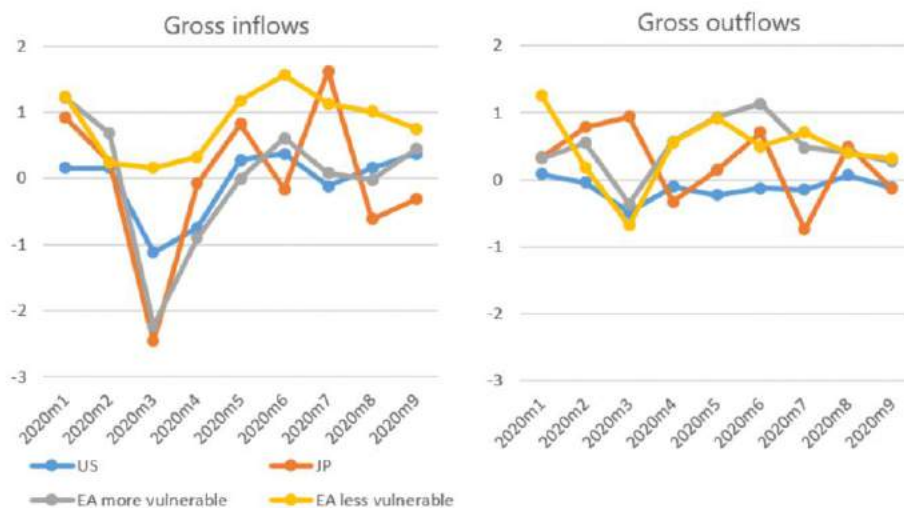 Gross inflows
2
1
0
-1
-2
-3
2020m1
2020m2
2020m3
2020m4
2020m5
2020m6
2020m7
2020m8
2020m9
Gross outflows
2
1
0
-1
-2
-3
2020m1
2020m2
2020m3
2020m4
2020m5
2020m6
2020m7
2020m8
2020m9
US JP
EA more vulnerable EA less vulnerable